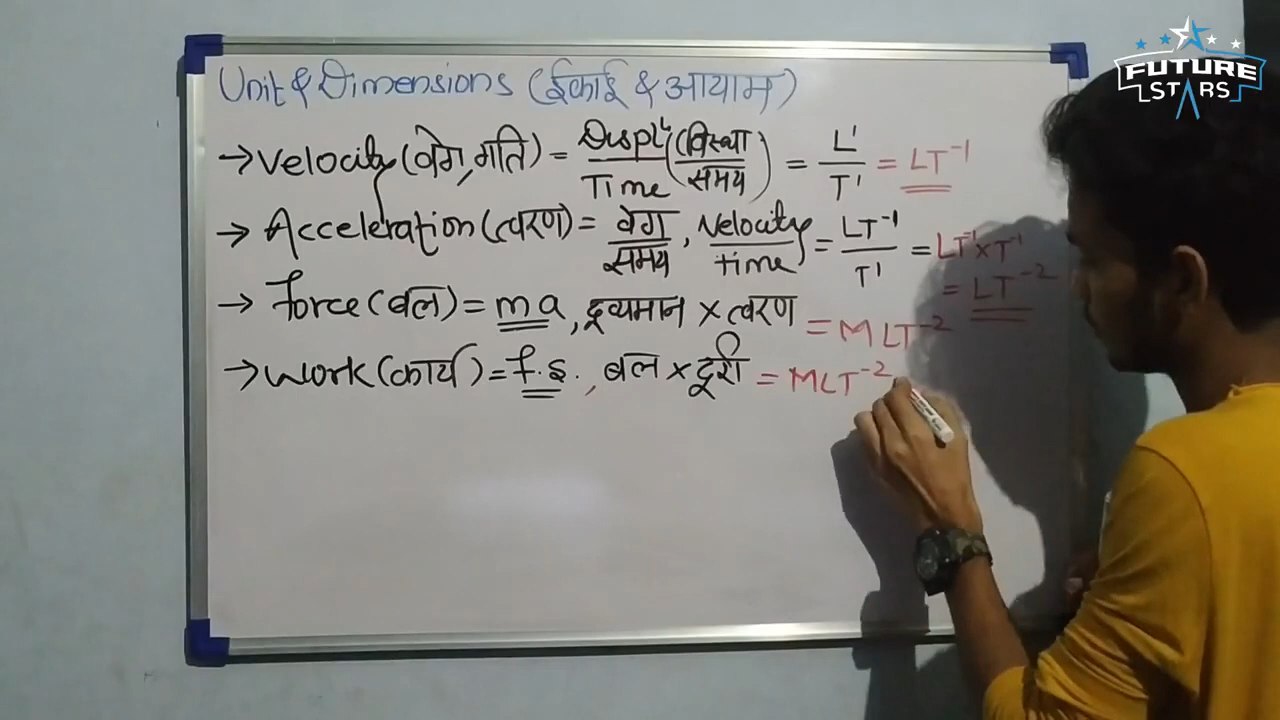 FUTURE STARS
Unit & Dimensions (ईकाई & आयाम)
→ Velocity (वेग, गति) = Displ/Time (विस्था/समय) = L¹/T¹ = LT⁻¹
→ Acceleration (त्वरण) = वेग/समय, Velocity/Time = LT⁻¹/T¹ = LT⁻¹×T⁻¹
= LT⁻²
→ force (बल) = ma, द्रव्यमान × त्वरण = MLT⁻²
→ Work (कार्य) = f.s., बल × दूरी = MLT⁻²